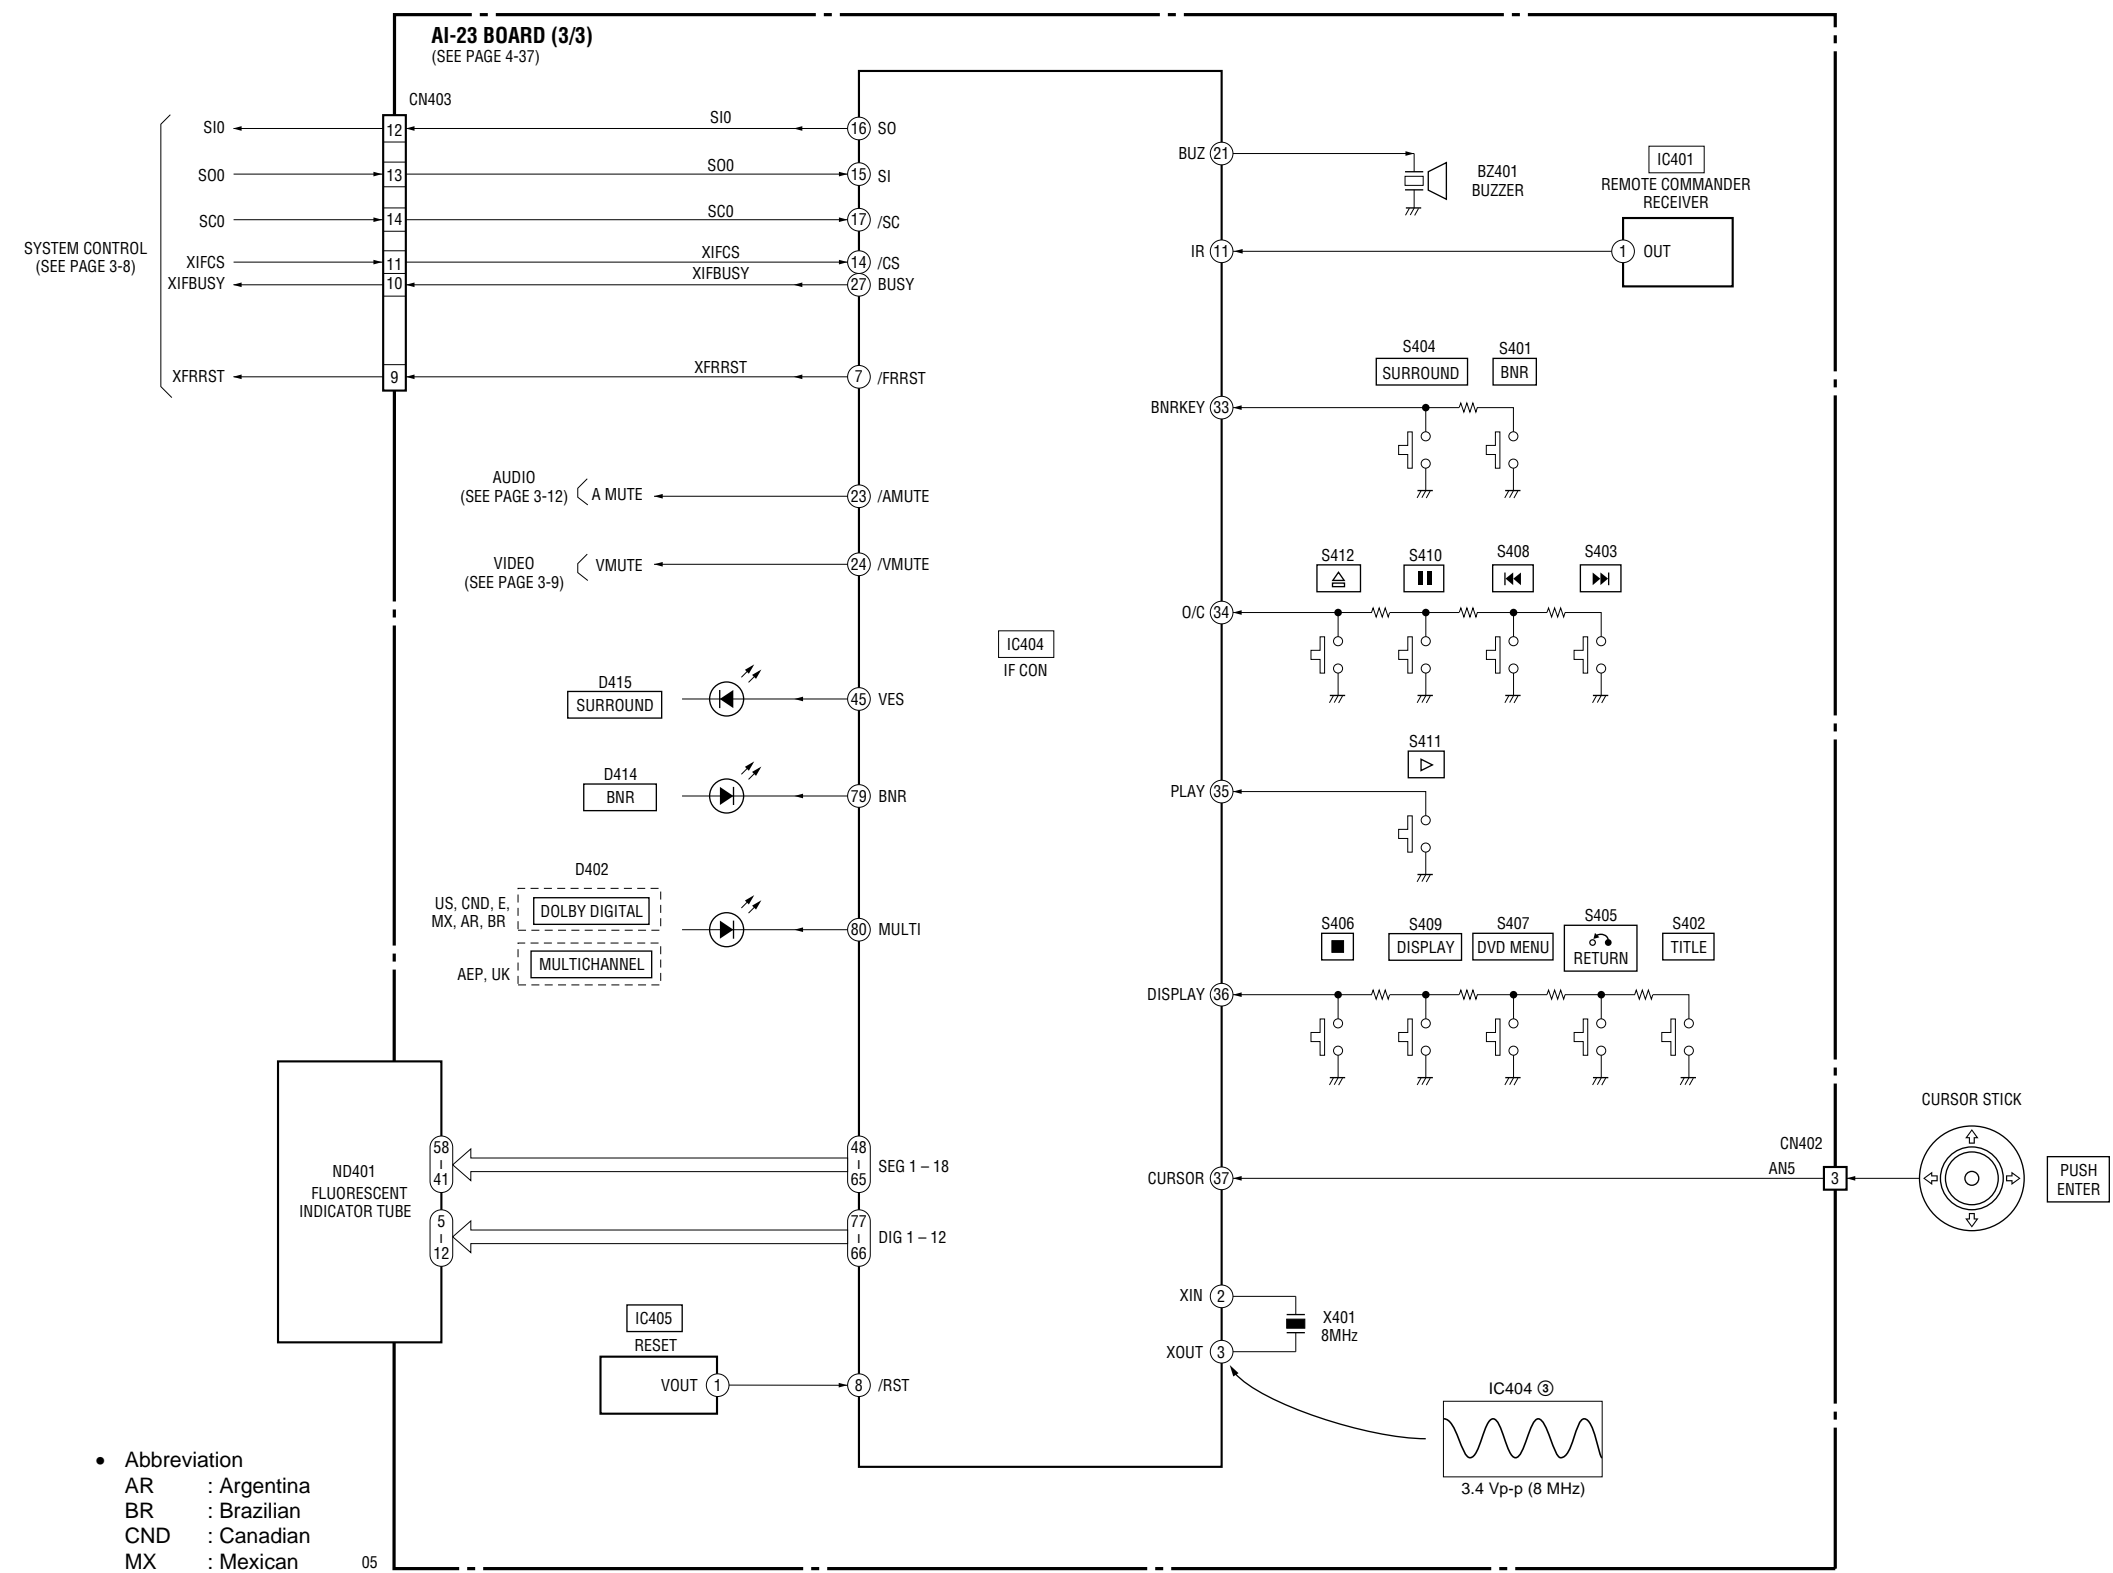 AI-23 BOARD (3/3)
(SEE PAGE 4-37)
CN403
SYSTEM CONTROL
(SEE PAGE 3-8)
SI0 12 SI0 16 SO
SO0 13 SO0 15 SI
SC0 14 SC0 17 /SC
XIFCS 11 XIFCS 14 /CS
XIFBUSY 10 XIFBUSY 27 BUSY
XFRRST 9 XFRRST 7 /FRRST
AUDIO
(SEE PAGE 3-12) A MUTE 23 /AMUTE
VIDEO
(SEE PAGE 3-9) VMUTE 24 /VMUTE
D415
SURROUND
45 VES
D414
BNR
79 BNR
D402
US, CND, E,
MX, AR, BR
DOLBY DIGITAL
AEP, UK
MULTICHANNEL
80 MULTI
ND401
FLUORESCENT
INDICATOR TUBE
58
41
48
65
SEG 1 – 18
5
12
77
66
DIG 1 – 12
IC405
RESET
VOUT 1 8 /RST
IC404
IF CON
BUZ 21
BZ401
BUZZER
IC401
REMOTE COMMANDER
RECEIVER
IR 11 1 OUT
S404 S401
SURROUND BNR
BNRKEY 33
S412 S410 S408 S403
O/C 34
S411
PLAY 35
S406 S409 S407 S405 S402
DISPLAY DVD MENU RETURN TITLE
DISPLAY 36
CURSOR STICK
CN402
CURSOR 37 AN5 3
PUSH
ENTER
XIN 2
X401
8MHz
XOUT 3
IC404 ③
3.4 Vp-p (8 MHz)
• Abbreviation
AR : Argentina
BR : Brazilian
CND : Canadian
MX : Mexican
05